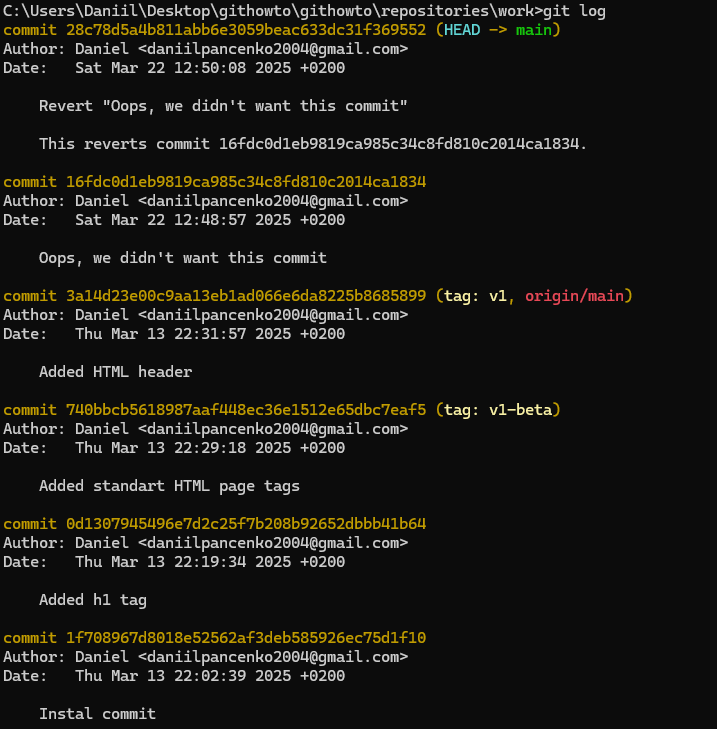 C:\Users\Daniil\Desktop\githowto\githowto\repositories\work>git log
commit 28c78d5a4b811abb6e3059beac633dc31f369552 (HEAD -> main)
Author: Daniel <daniilpancenko2004@gmail.com>
Date:   Sat Mar 22 12:50:08 2025 +0200
Revert "Oops, we didn't want this commit"
This reverts commit 16fdc0d1eb9819ca985c34c8fd810c2014ca1834.
commit 16fdc0d1eb9819ca985c34c8fd810c2014ca1834
Author: Daniel <daniilpancenko2004@gmail.com>
Date:   Sat Mar 22 12:48:57 2025 +0200
Oops, we didn't want this commit
commit 3a14d23e00c9aa13eb1ad066e6da8225b8685899 (tag: v1, origin/main)
Author: Daniel <daniilpancenko2004@gmail.com>
Date:   Thu Mar 13 22:31:57 2025 +0200
Added HTML header
commit 740bbcb5618987aaf448ec36e1512e65dbc7eaf5 (tag: v1-beta)
Author: Daniel <daniilpancenko2004@gmail.com>
Date:   Thu Mar 13 22:29:18 2025 +0200
Added standart HTML page tags
commit 0d1307945496e7d2c25f7b208b92652dbbb41b64
Author: Daniel <daniilpancenko2004@gmail.com>
Date:   Thu Mar 13 22:19:34 2025 +0200
Added h1 tag
commit 1f708967d8018e52562af3deb585926ec75d1f10
Author: Daniel <daniilpancenko2004@gmail.com>
Date:   Thu Mar 13 22:02:39 2025 +0200
Instal commit